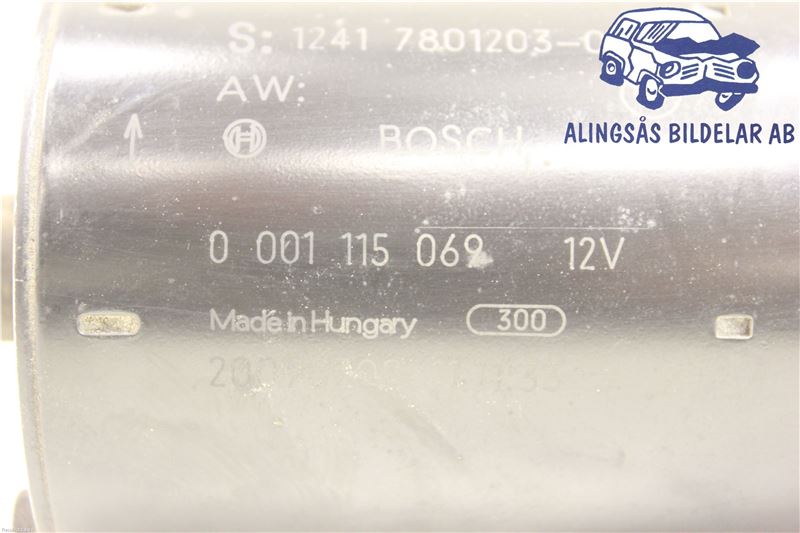 S: 1241 7801203-0
ALINGSÅS BILDELAR AB
AW:
BOSCH
0 001 115 069 12V
Made in Hungary 300